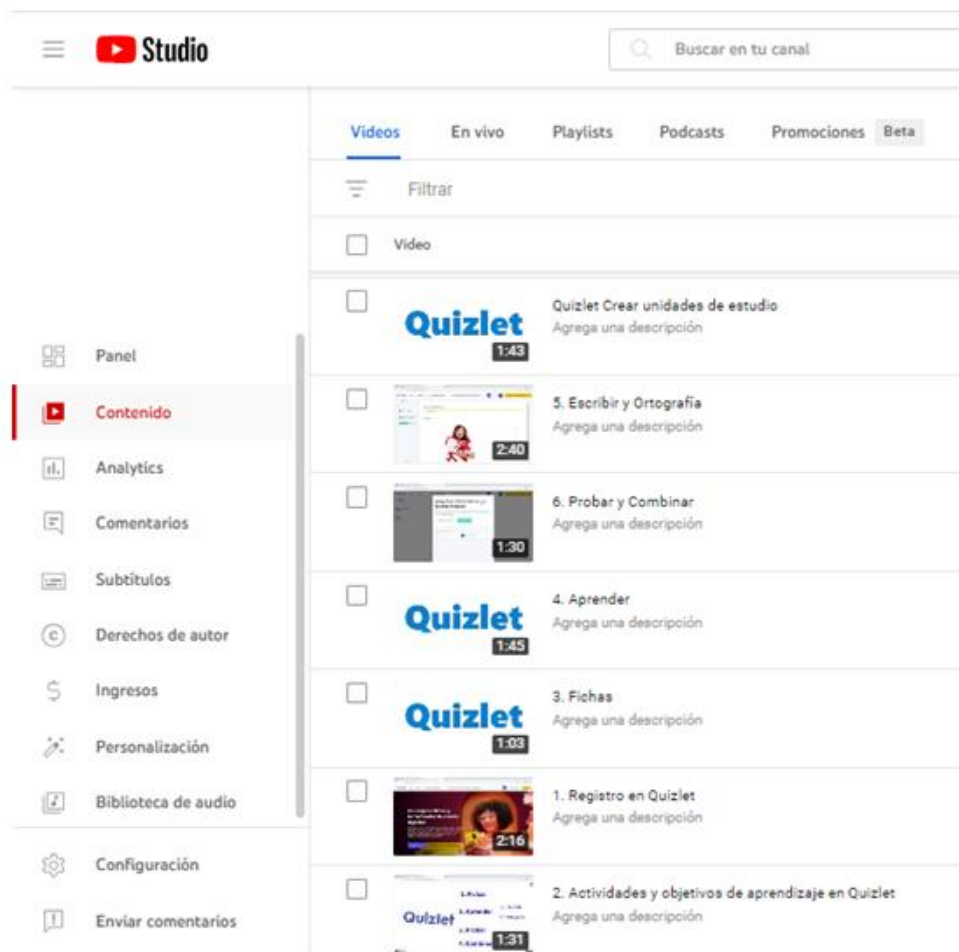 Studio
Buscar en tu canal
Videos En vivo Playlists Podcasts Promociones Beta
Filtrar
Video
Quizlet
1:43
Quizlet Crear unidades de estudio
Agrega una descripción
2:40
5. Escribir y Ortografía
Agrega una descripción
1:30
6. Probar y Combinar
Agrega una descripción
Quizlet
1:45
4. Aprender
Agrega una descripción
Quizlet
1:03
3. Fichas
Agrega una descripción
2:16
1. Registro en Quizlet
Agrega una descripción
Quizlet
1:31
2. Actividades y objetivos de aprendizaje en Quizlet
Agrega una descripción
Panel
Contenido
Analytics
Comentarios
Subtítulos
Derechos de autor
Ingresos
Personalización
Biblioteca de audio
Configuración
Enviar comentarios